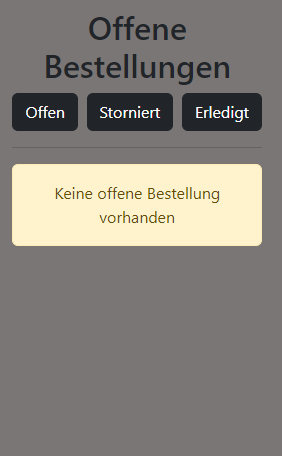 Offene
Bestellungen
Offen Storniert Erledigt
Keine offene Bestellung
vorhanden